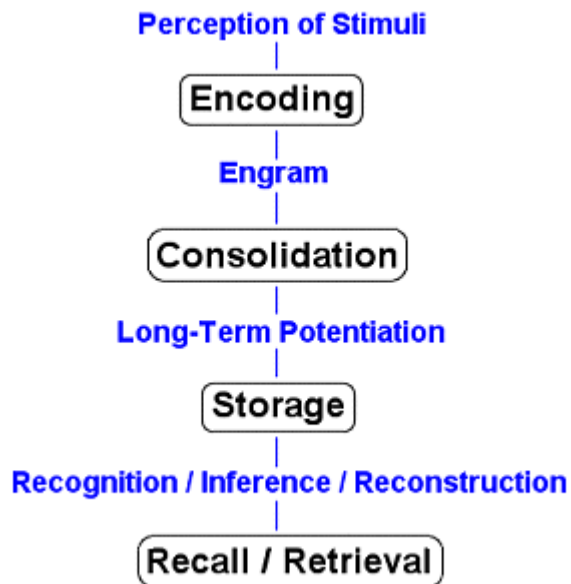 Perception of Stimuli
Encoding
Engram
Consolidation
Long-Term Potentiation
Storage
Recognition / Inference / Reconstruction
Recall / Retrieval